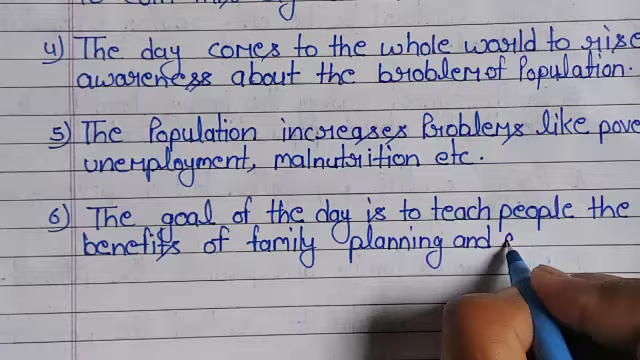 4) The day comes to the whole world to rise
awareness about the broblem of Population.
5) The Population increases Problems like pove
unemployment, malnutrition etc.
6) The goal of the day is to teach people the
benefits of family planning and